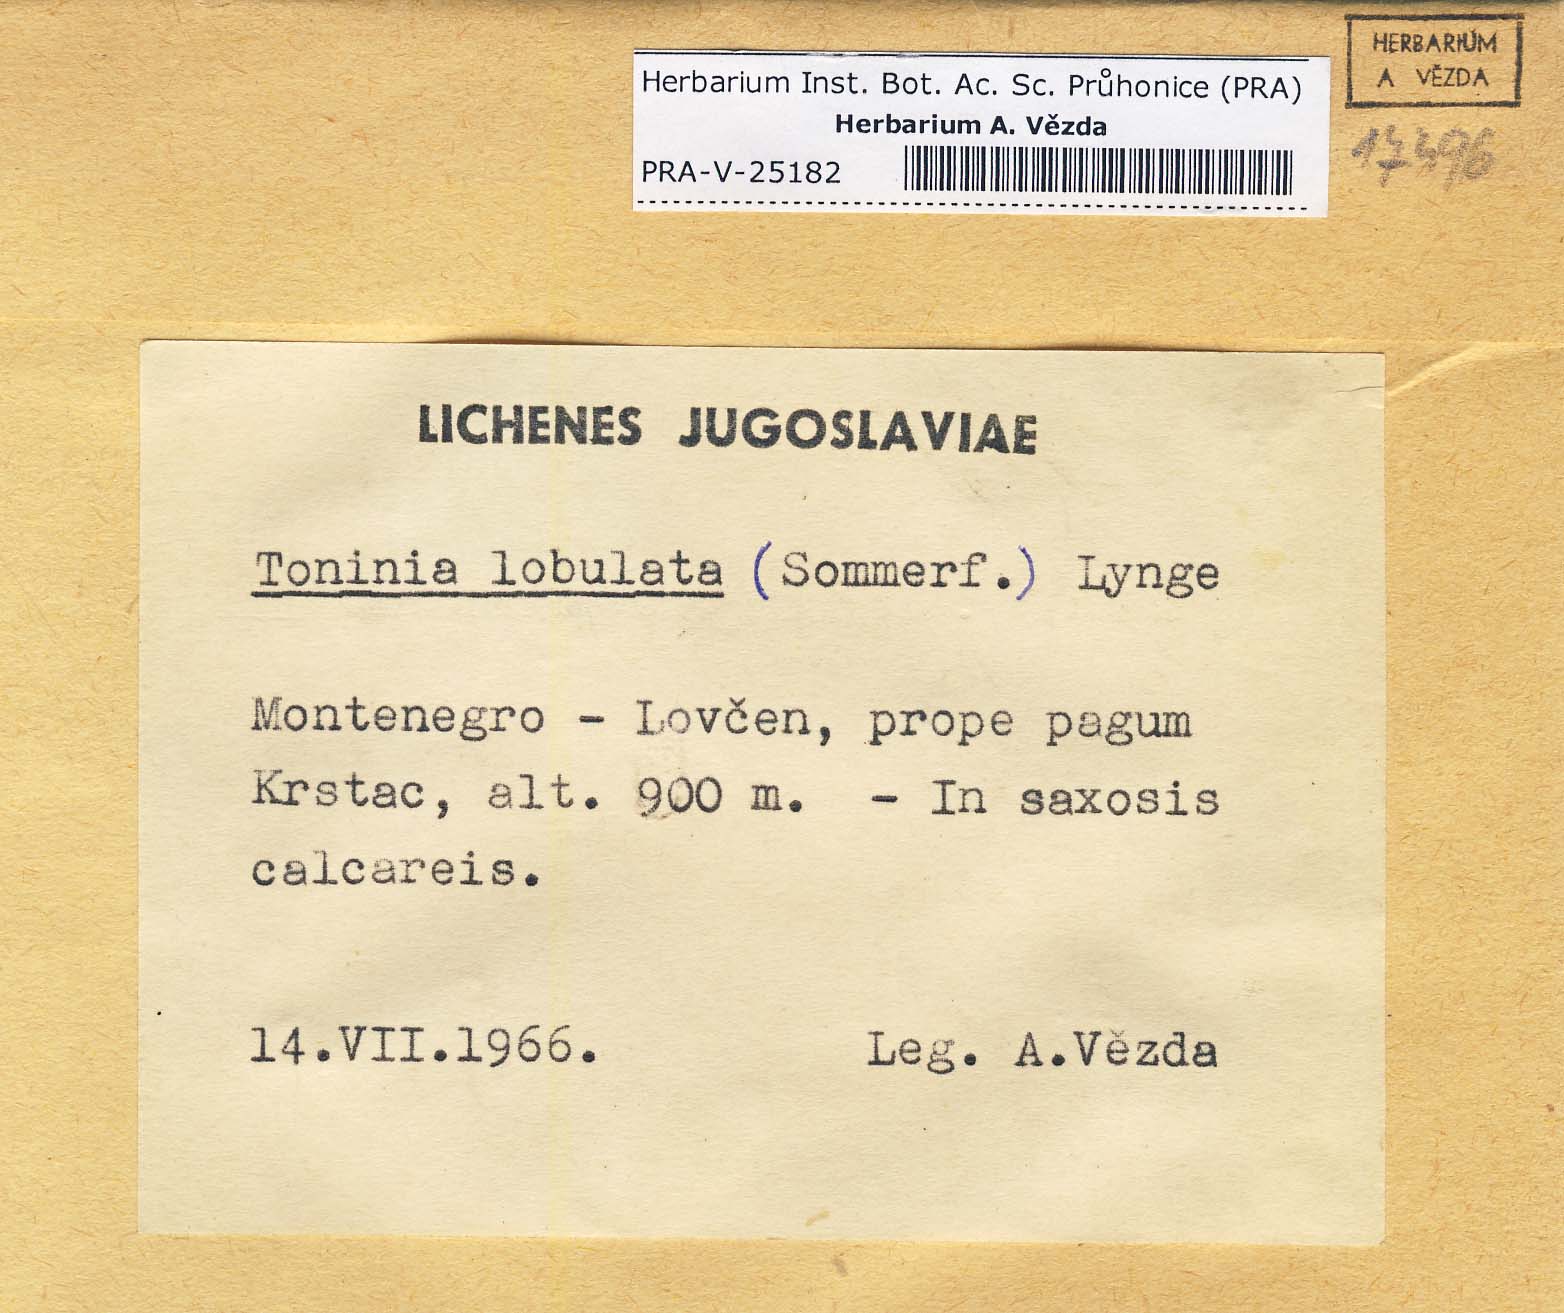 HERBARIUM
A VĚZDA
Herbarium Inst. Bot. Ac. Sc. Průhonice (PRA)
Herbarium A. Vězda
PRA-V-25182
17496
LICHENES JUGOSLAVIAE
Toninia lobulata (Sommerf.) Lynge
Montenegro - Lovčen, prope pagum
Krstac, alt. 900 m. - In saxosis
calcareis.
14.VII.1966. Leg. A.Vězda